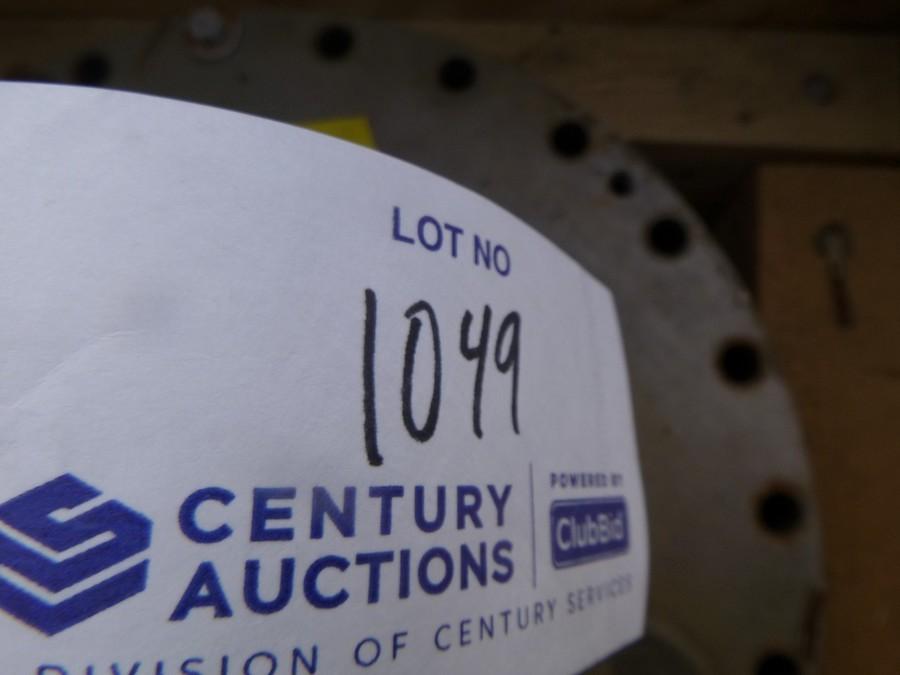 LOT NO
1049
CENTURY
AUCTIONS
POWERED BY
ClubBid
DIVISION OF CENTURY SERVICES